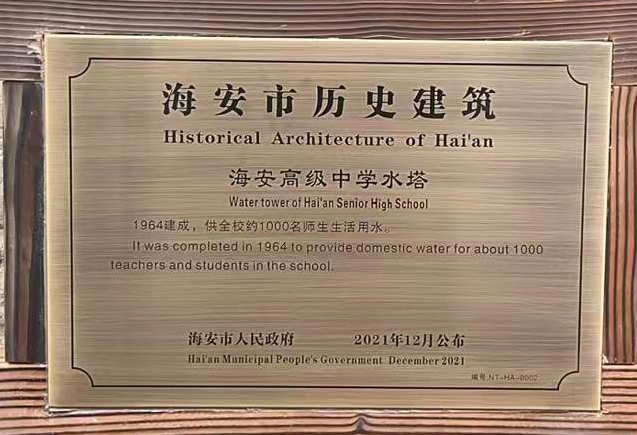 海安市历史建筑
Historical Architecture of Hai'an
海安高级中学水塔
Water tower of Hai'an Senior High School
1964建成，供全校约1000名师生生活用水。
It was completed in 1964 to provide domestic water for about 1000
teachers and students in the school.
海安市人民政府 2021年12月公布
Hai'an Municipal People's Government December 2021
编号:NT-HA-0002